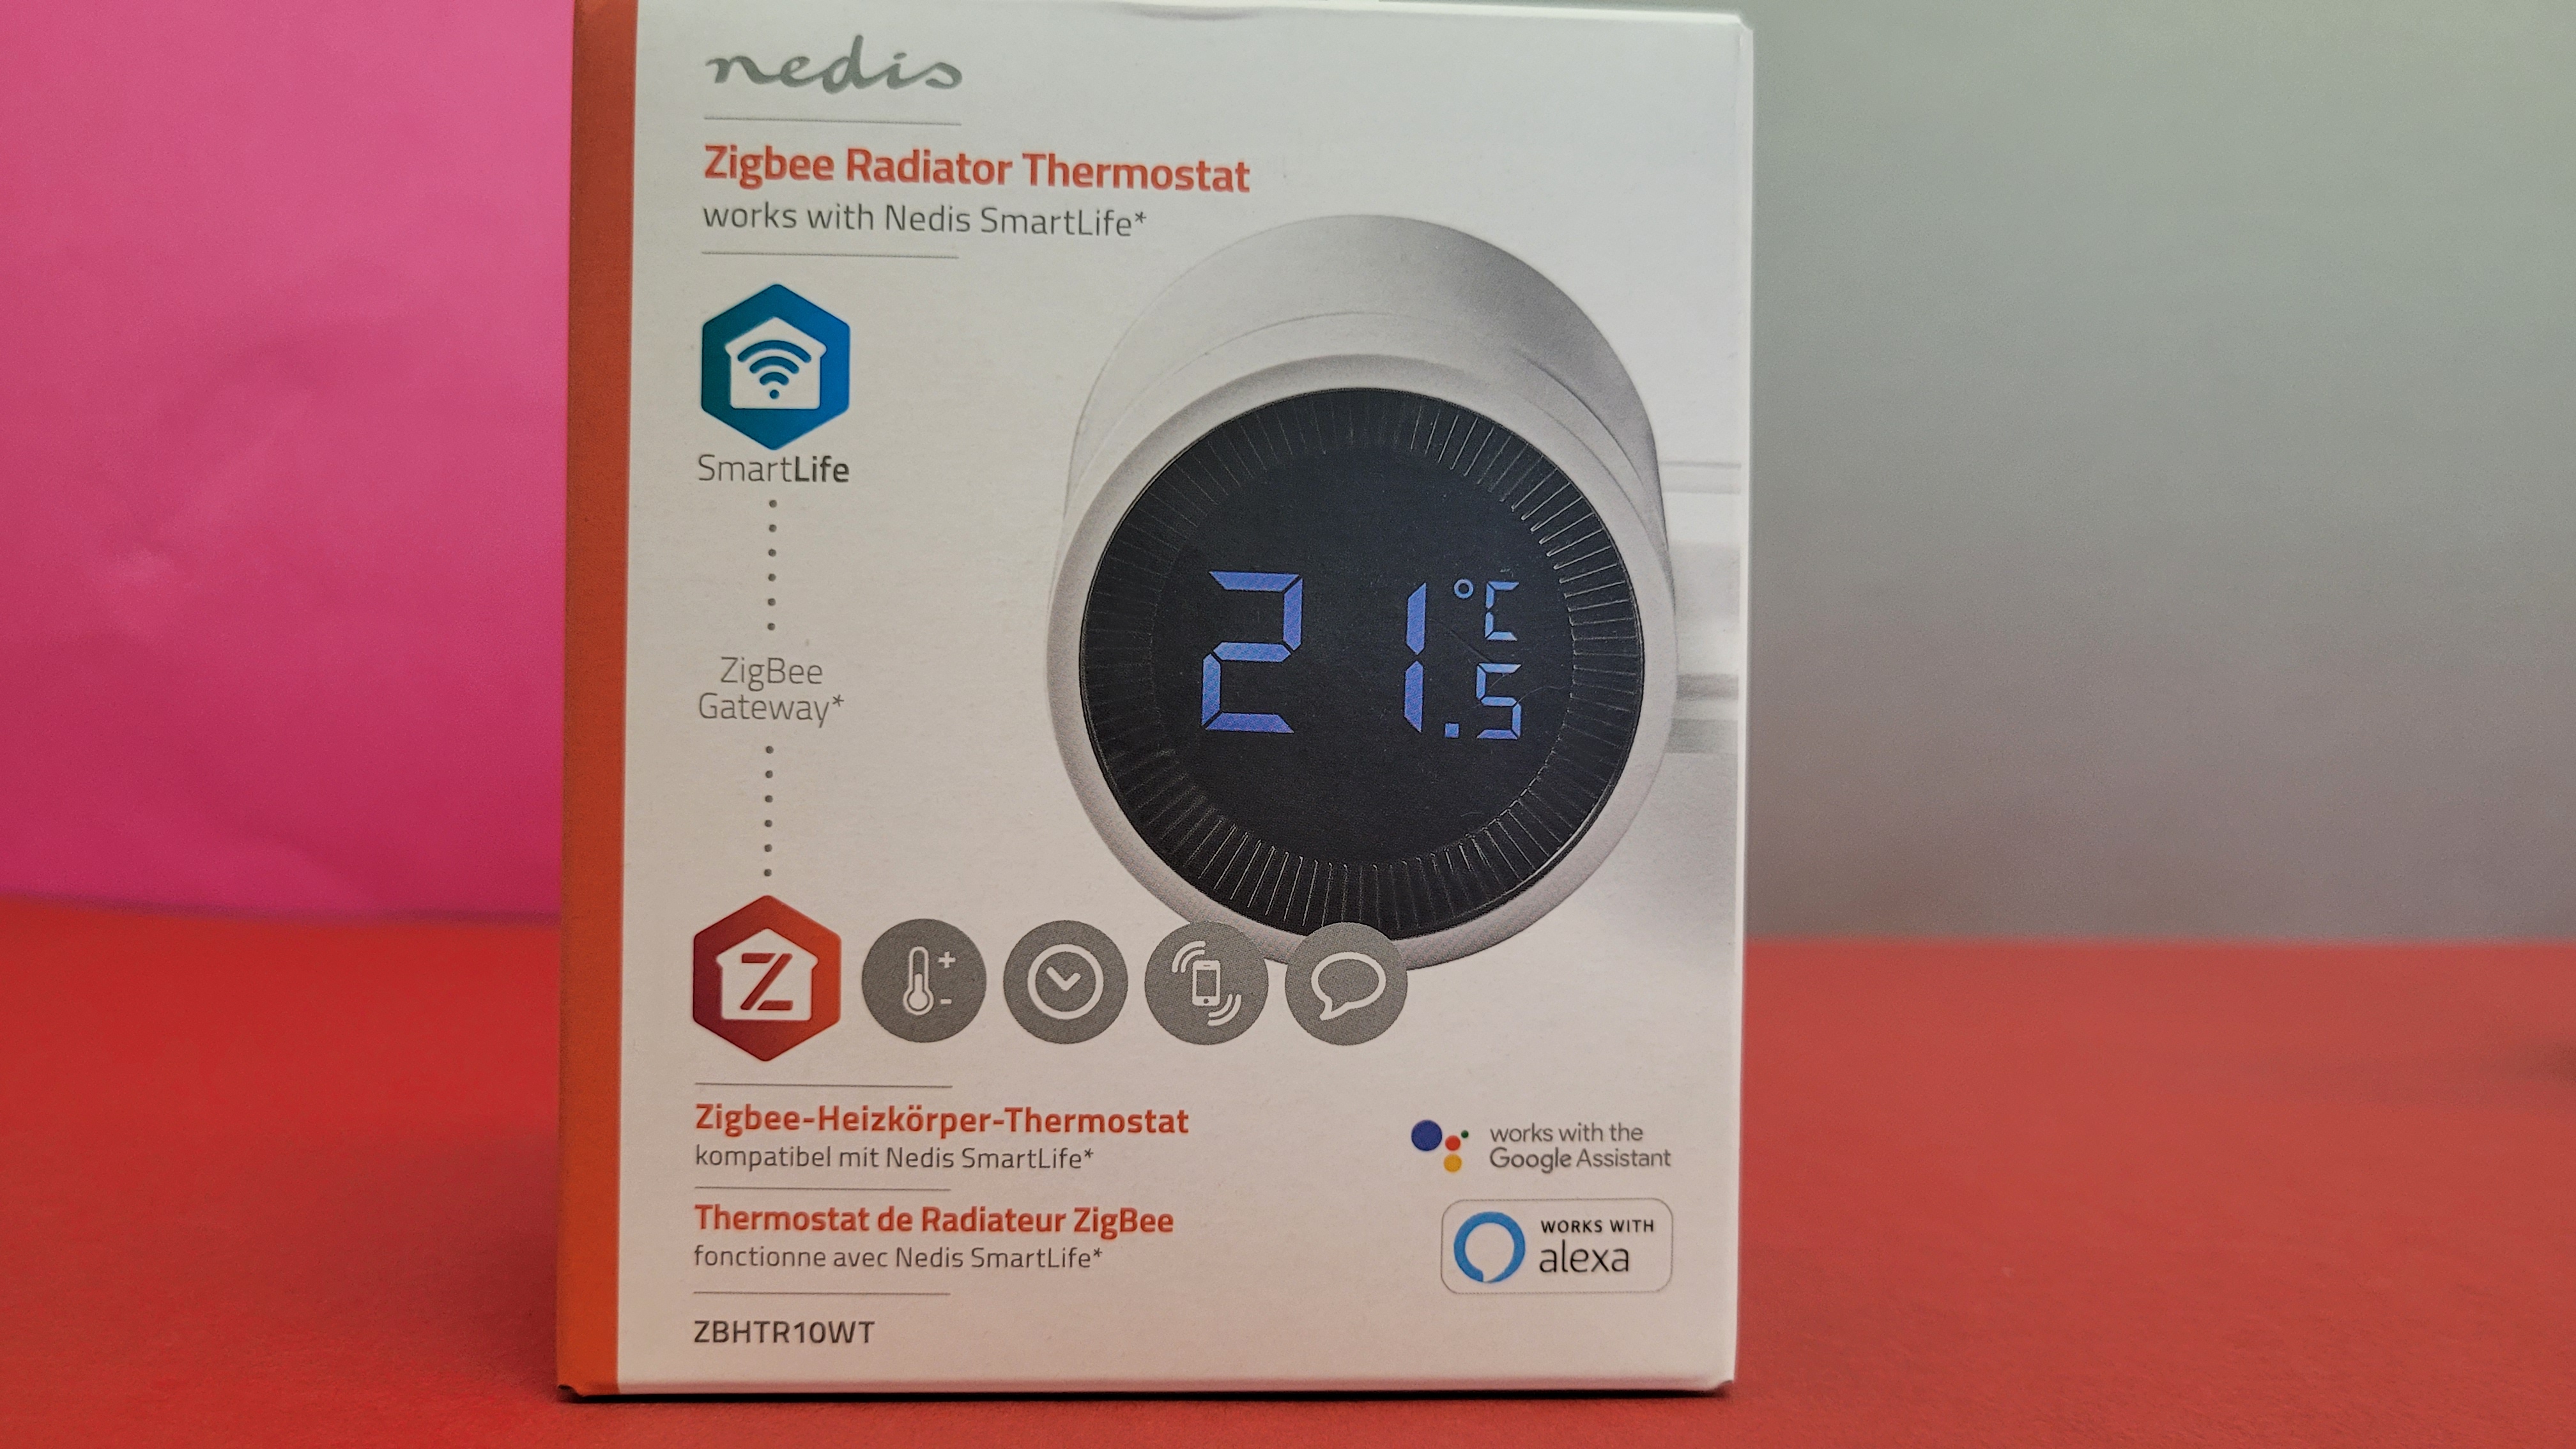 nedis
Zigbee Radiator Thermostat
works with Nedis SmartLife*
SmartLife
ZigBee
Gateway*
21.5 °C
Z
Zigbee-Heizkörper-Thermostat
kompatibel mit Nedis SmartLife*
Thermostat de Radiateur ZigBee
fonctionne avec Nedis SmartLife*
ZBHTR10WT
works with the
Google Assistant
WORKS WITH
alexa